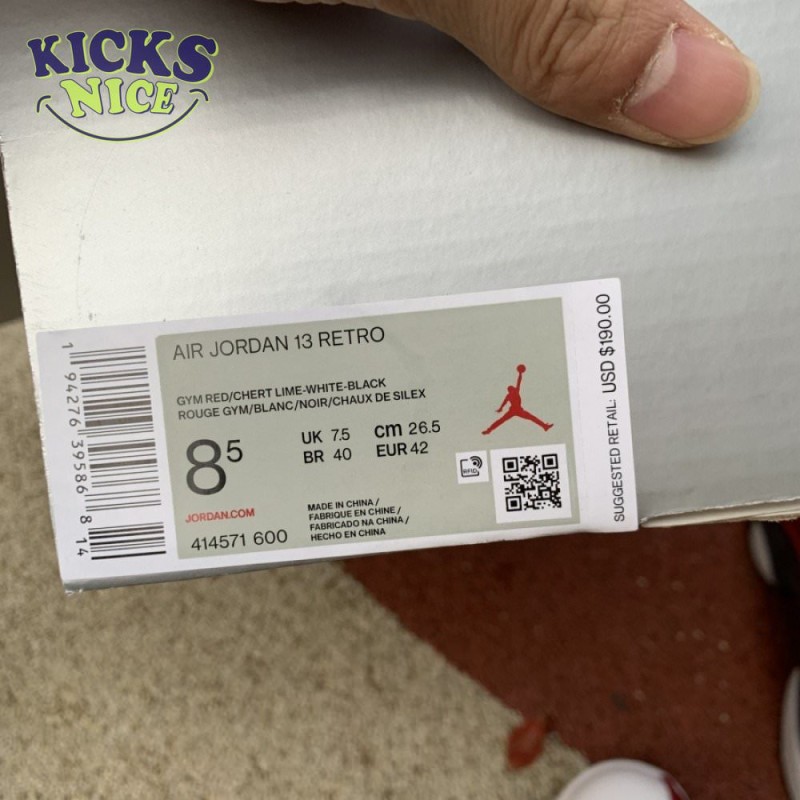 KICKS
NICE
AIR JORDAN 13 RETRO
GYM RED/CHERT LIME-WHITE-BLACK
ROUGE GYM/BLANC/NOIR/CHAUX DE SILEX
8⁵
UK 7.5 cm 26.5
BR 40 EUR 42
JORDAN.COM
414571 600
MADE IN CHINA /
FABRIQUE EN CHINE /
FABRICADO NA CHINA /
HECHO EN CHINA
RFID
1 94276 39586 8 14
SUGGESTED RETAIL: USD $190.00